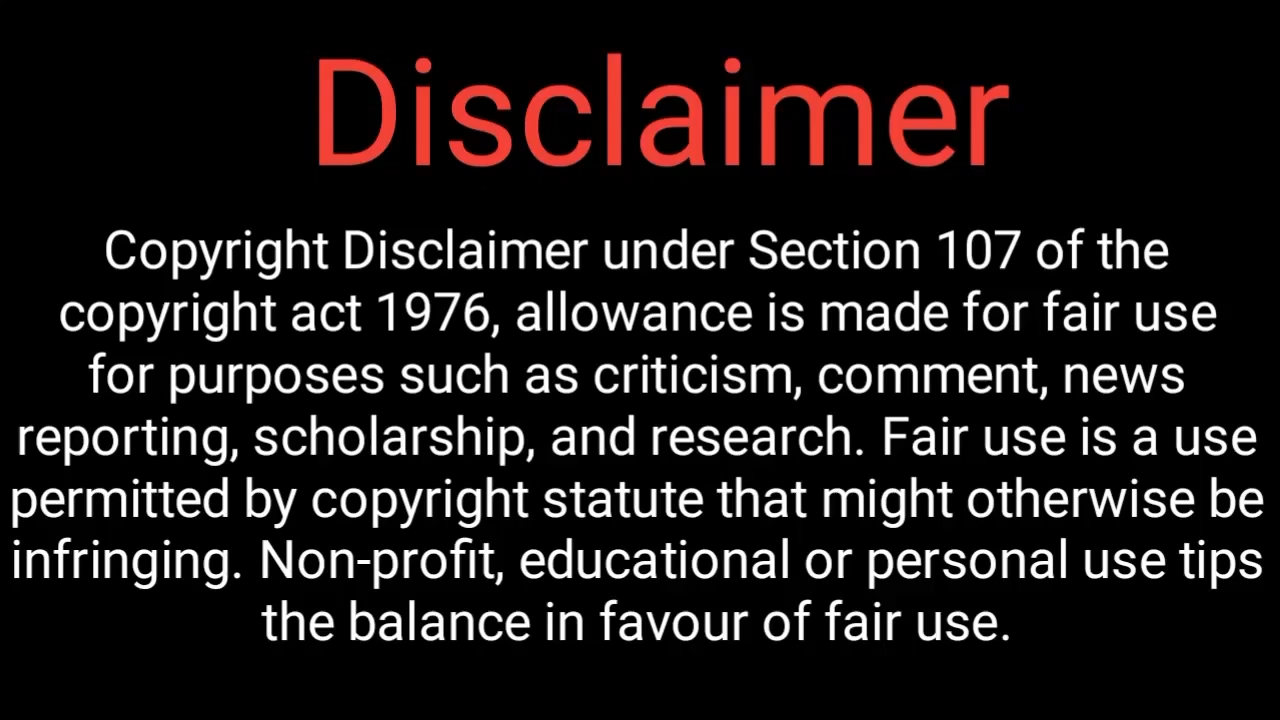 Disclaimer
Copyright Disclaimer under Section 107 of the
copyright act 1976, allowance is made for fair use
for purposes such as criticism, comment, news
reporting, scholarship, and research. Fair use is a use
permitted by copyright statute that might otherwise be
infringing. Non-profit, educational or personal use tips
the balance in favour of fair use.